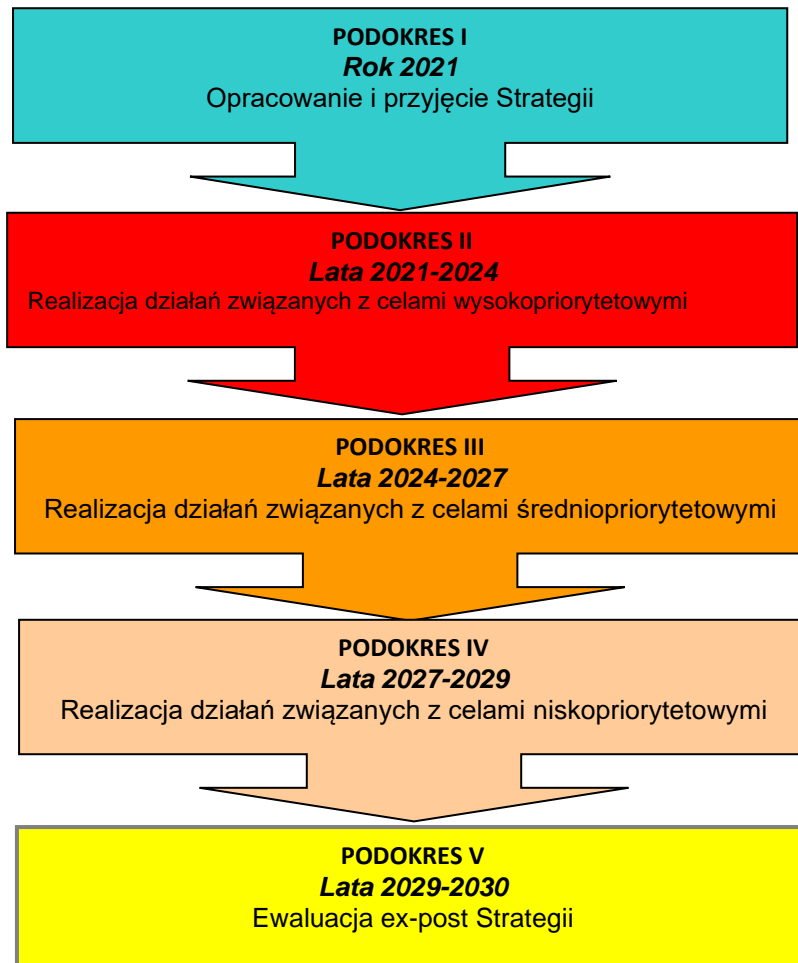 PODOKRES I
Rok 2021
Opracowanie i przyjęcie Strategii
PODOKRES II
Lata 2021-2024
Realizacja działań związanych z celami wysokopriorytetowymi
PODOKRES III
Lata 2024-2027
Realizacja działań związanych z celami średniopriorytetowymi
PODOKRES IV
Lata 2027-2029
Realizacja działań związanych z celami niskopriorytetowymi
PODOKRES V
Lata 2029-2030
Ewaluacja ex-post Strategii